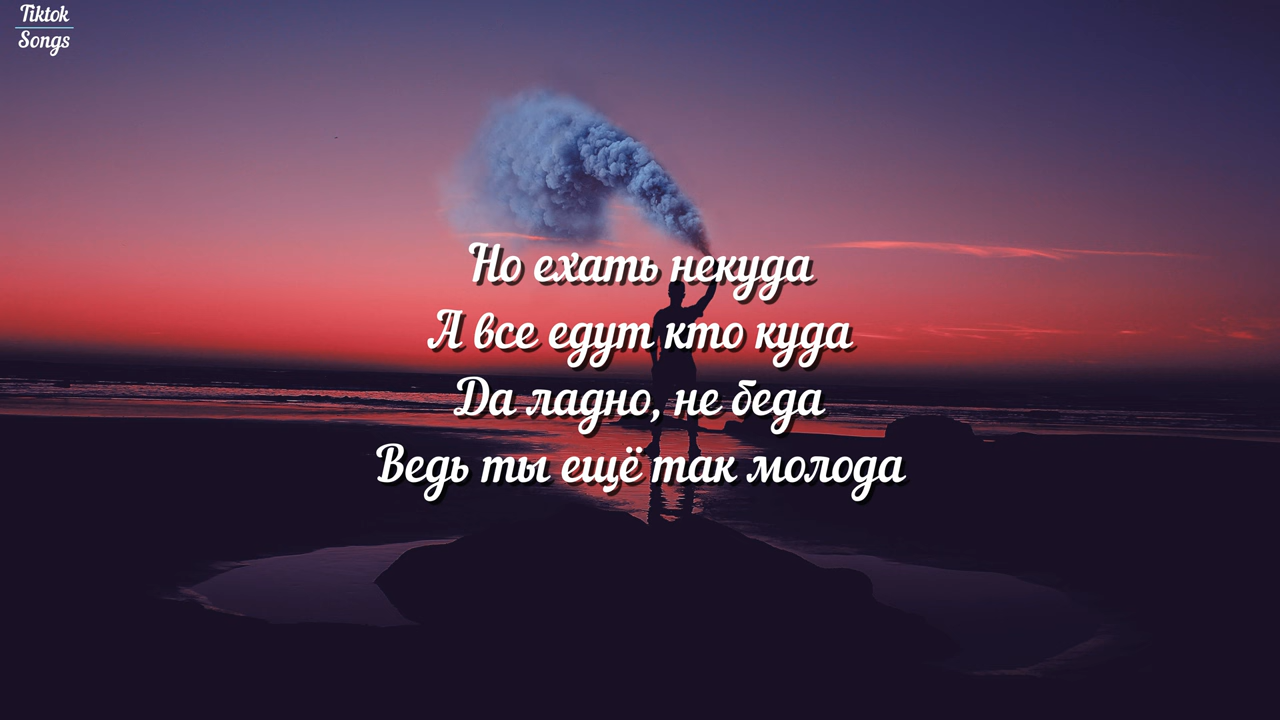 Tiktok
Songs
Но ехать некуда
А все едут кто куда
Да ладно, не беда
Ведь ты ещё так молода